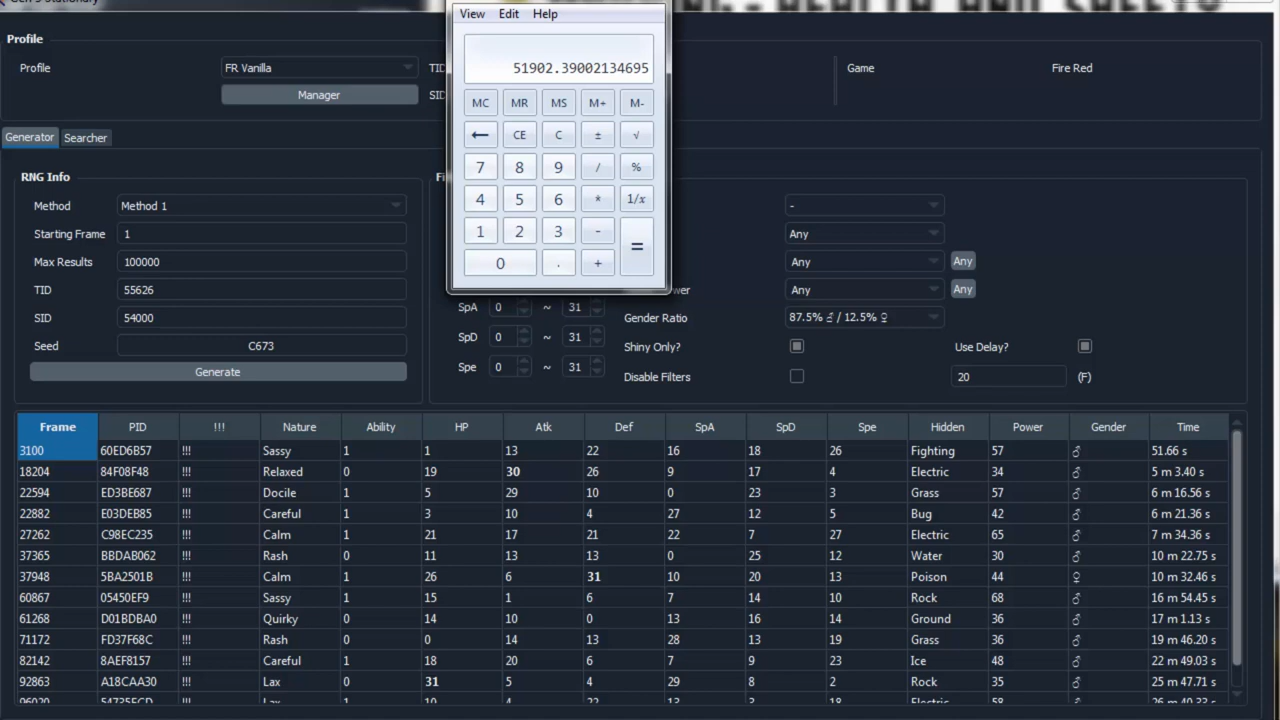 Gen 3 Stationary
View Edit Help
Profile
51902.39002134695
Profile FR Vanilla TID Game Fire Red
Manager SID
MC MR MS M+ M-
← CE C ± √
Generator Searcher
7 8 9 / %
RNG Info
4 5 6 * 1/x
Method Method 1 -
1 2 3 - =
Starting Frame 1 Any
0 . +
Max Results 100000 Any Any
TID 55626 Any Any
SpA 0 ~ 31
SID 54000 Gender Ratio 87.5% ♂ / 12.5% ♀
SpD 0 ~ 31
Seed C673 Shiny Only? Use Delay?
Generate Spe 0 ~ 31 Disable Filters 20 (F)
Frame PID !!! Nature Ability HP Atk Def SpA SpD Spe Hidden Power Gender Time
3100 60ED6B57 !!! Sassy 1 1 13 22 16 18 26 Fighting 57 ♂ 51.66 s
18204 84F08F48 !!! Relaxed 0 19 30 26 9 17 4 Electric 34 ♂ 5 m 3.40 s
22594 ED3BE687 !!! Docile 1 5 29 10 0 23 3 Grass 57 ♂ 6 m 16.56 s
22882 E03DEB85 !!! Careful 1 3 10 4 27 12 5 Bug 42 ♂ 6 m 21.36 s
27262 C98EC235 !!! Calm 1 21 17 21 22 7 27 Electric 65 ♂ 7 m 34.36 s
37365 BBDAB062 !!! Rash 0 11 13 13 0 25 12 Water 30 ♂ 10 m 22.75 s
37948 5BA2501B !!! Calm 1 26 6 31 10 20 13 Poison 44 ♀ 10 m 32.46 s
60867 05450EF9 !!! Sassy 1 15 1 6 7 14 10 Rock 68 ♂ 16 m 54.45 s
61268 D01BDBA0 !!! Quirky 0 14 10 0 13 16 14 Ground 36 ♂ 17 m 1.13 s
71172 FD37F68C !!! Rash 0 0 14 13 28 13 19 Grass 36 ♂ 19 m 46.20 s
82142 8AEF8157 !!! Careful 1 18 20 6 7 9 23 Ice 48 ♂ 22 m 49.03 s
92863 A18CAA30 !!! Lax 0 31 5 4 29 8 2 Rock 35 ♂ 25 m 47.71 s